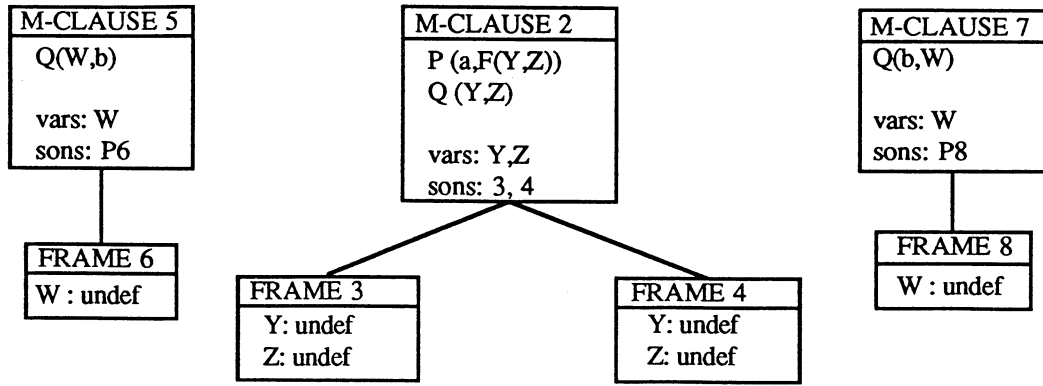 M-CLAUSE 5
Q(W,b)
vars: W
sons: P6
FRAME 6
W : undef
M-CLAUSE 2
P (a,F(Y,Z))
Q (Y,Z)
vars: Y,Z
sons: 3, 4
FRAME 3
Y: undef
Z: undef
FRAME 4
Y: undef
Z: undef
M-CLAUSE 7
Q(b,W)
vars: W
sons: P8
FRAME 8
W : undef